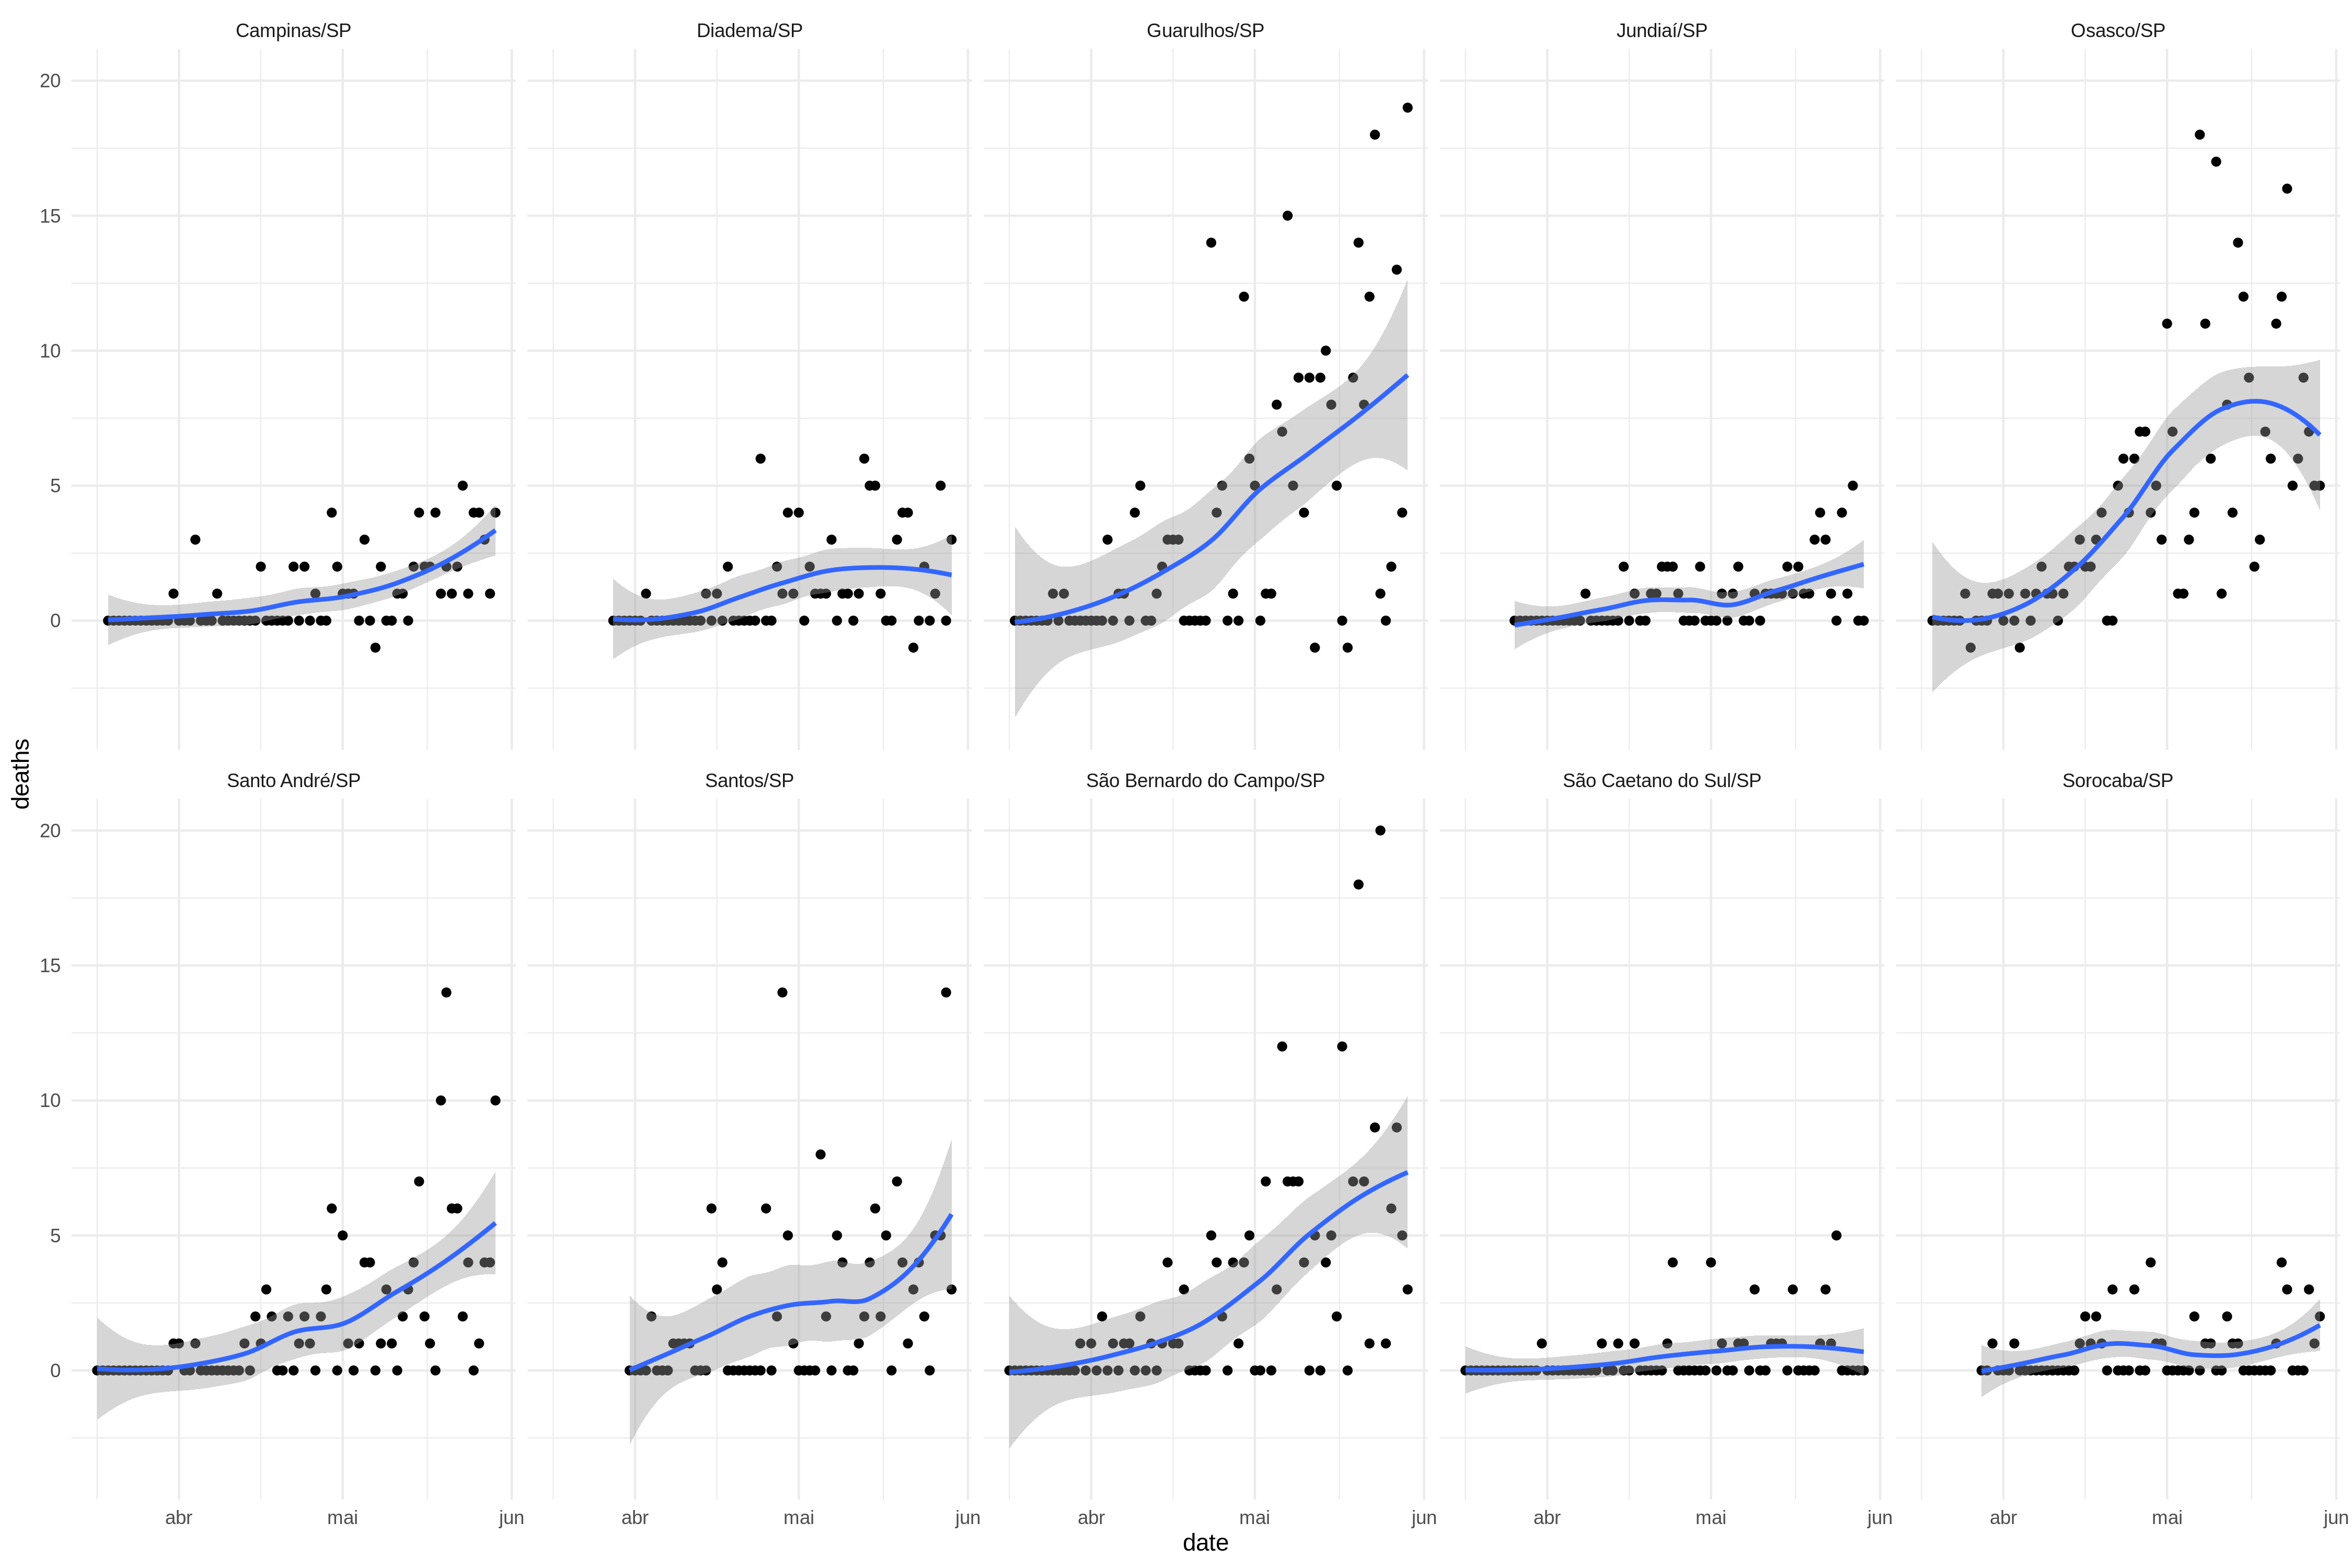 Campinas/SP
Diadema/SP
Guarulhos/SP
Jundiaí/SP
Osasco/SP
20
15
10
5
0
deaths
Santo André/SP
Santos/SP
São Bernardo do Campo/SP
São Caetano do Sul/SP
Sorocaba/SP
20
15
10
5
0
abr mai jun
abr mai jun
abr mai jun
abr mai jun
abr mai jun
date